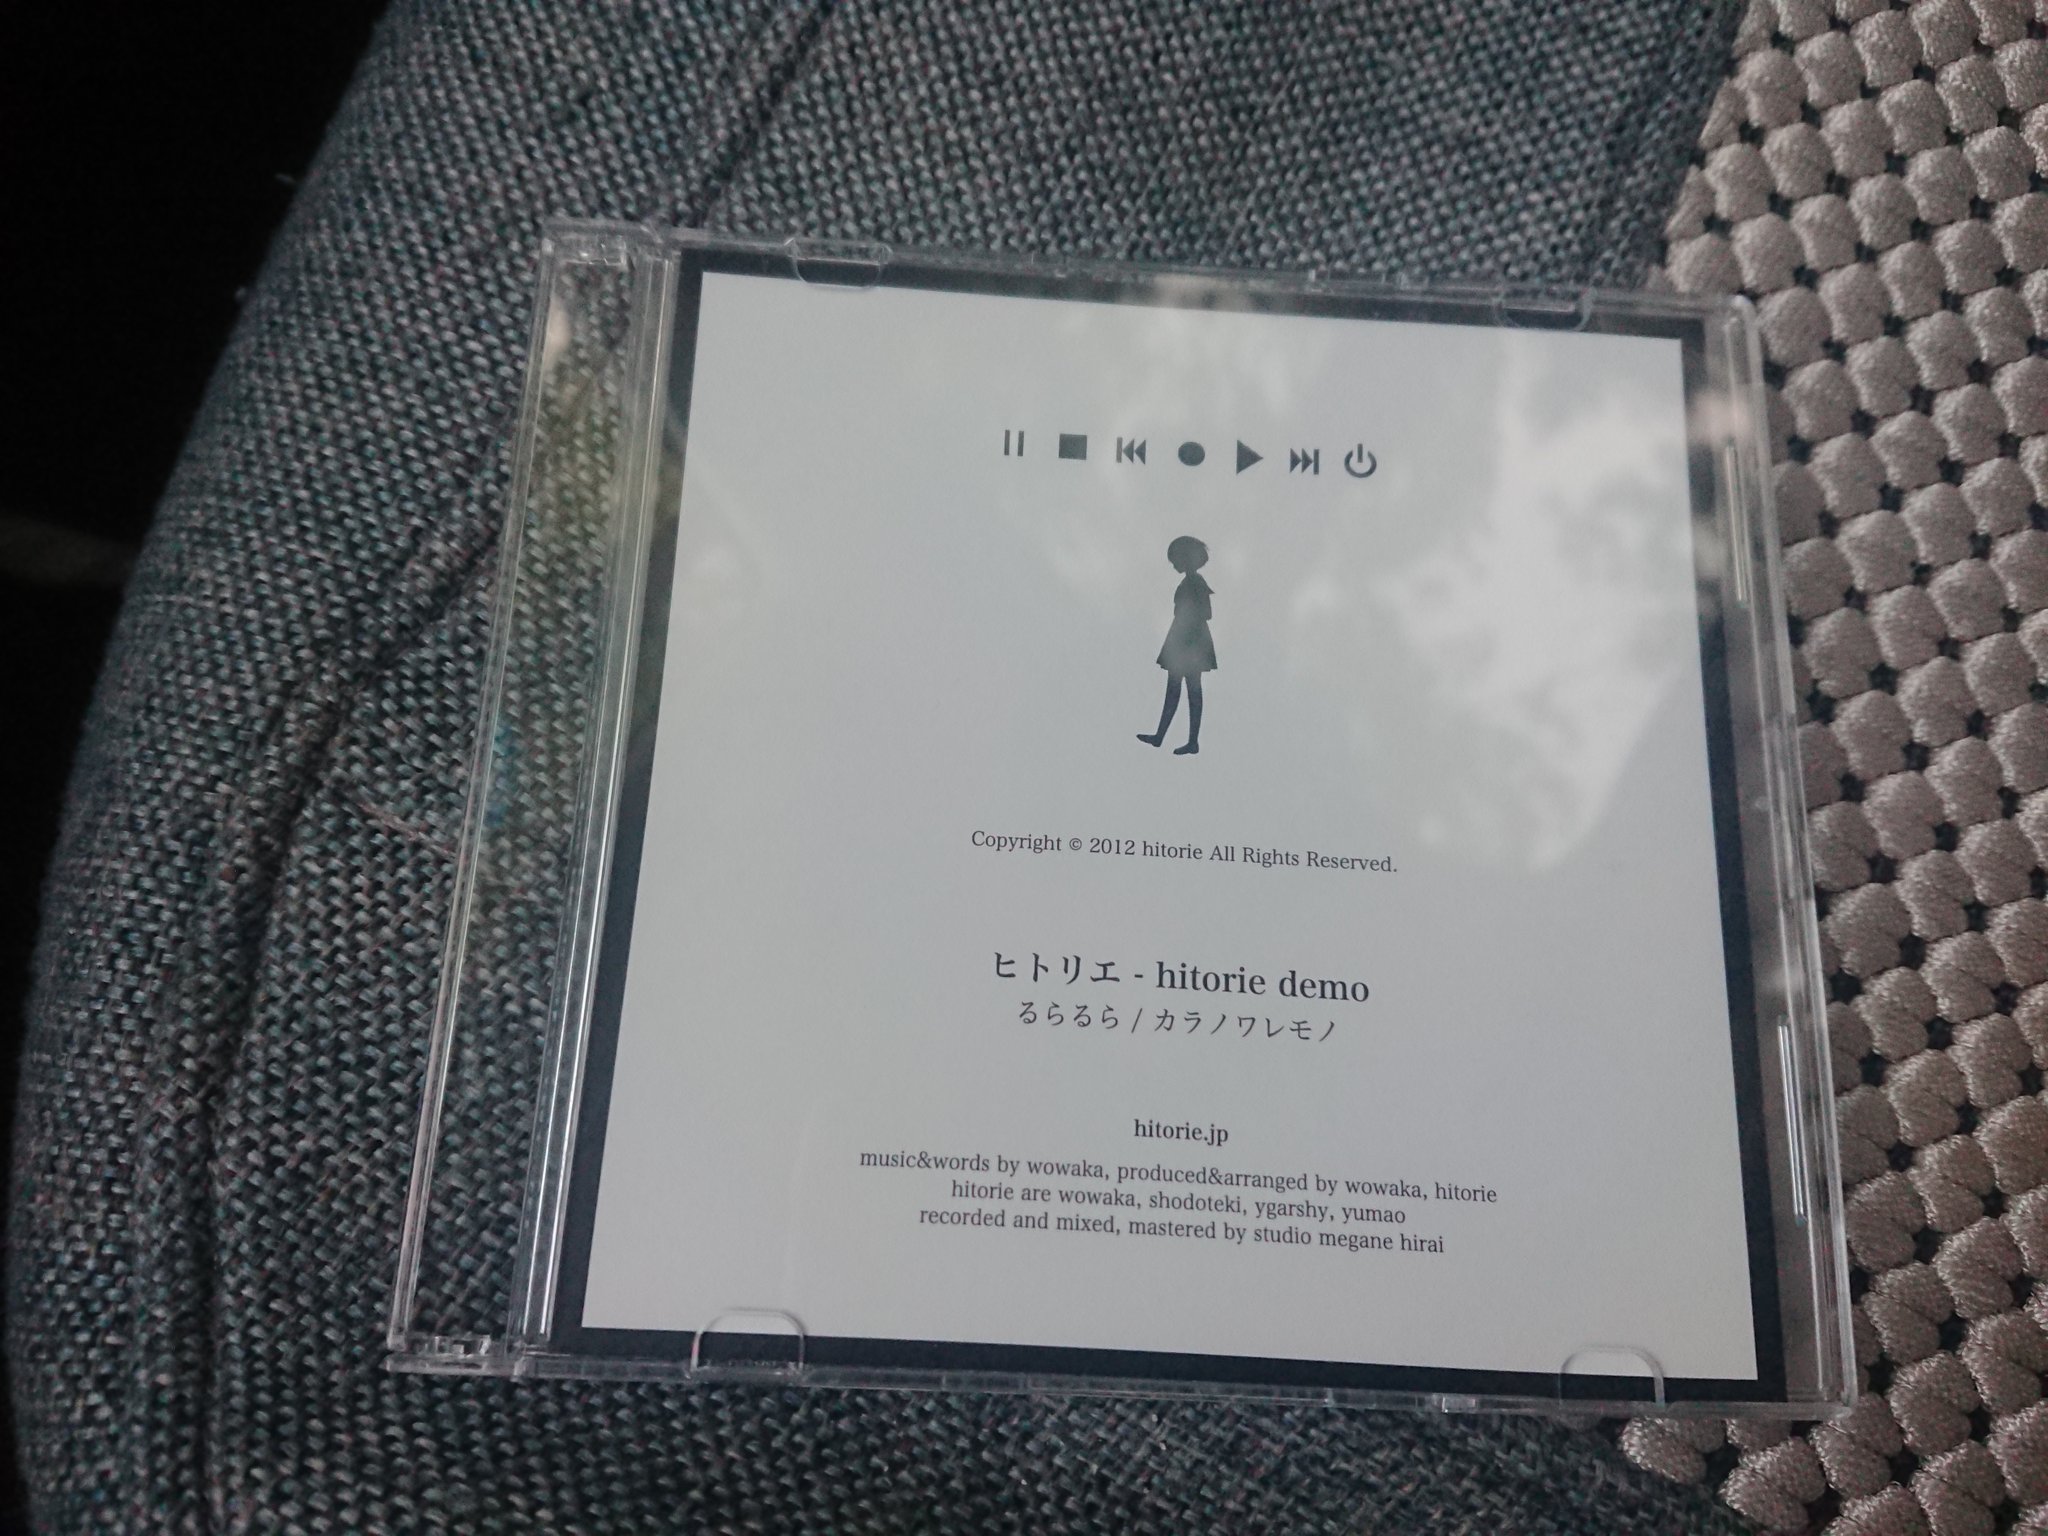 Copyright © 2012 hitorie All Rights Reserved.
ヒトリエ - hitorie demo
るらるら / カラノワレモノ
hitorie.jp
music&words by wowaka, produced&arranged by wowaka, hitorie
hitorie are wowaka, shodoteki, ygarshy, yumao
recorded and mixed, mastered by studio megane hirai